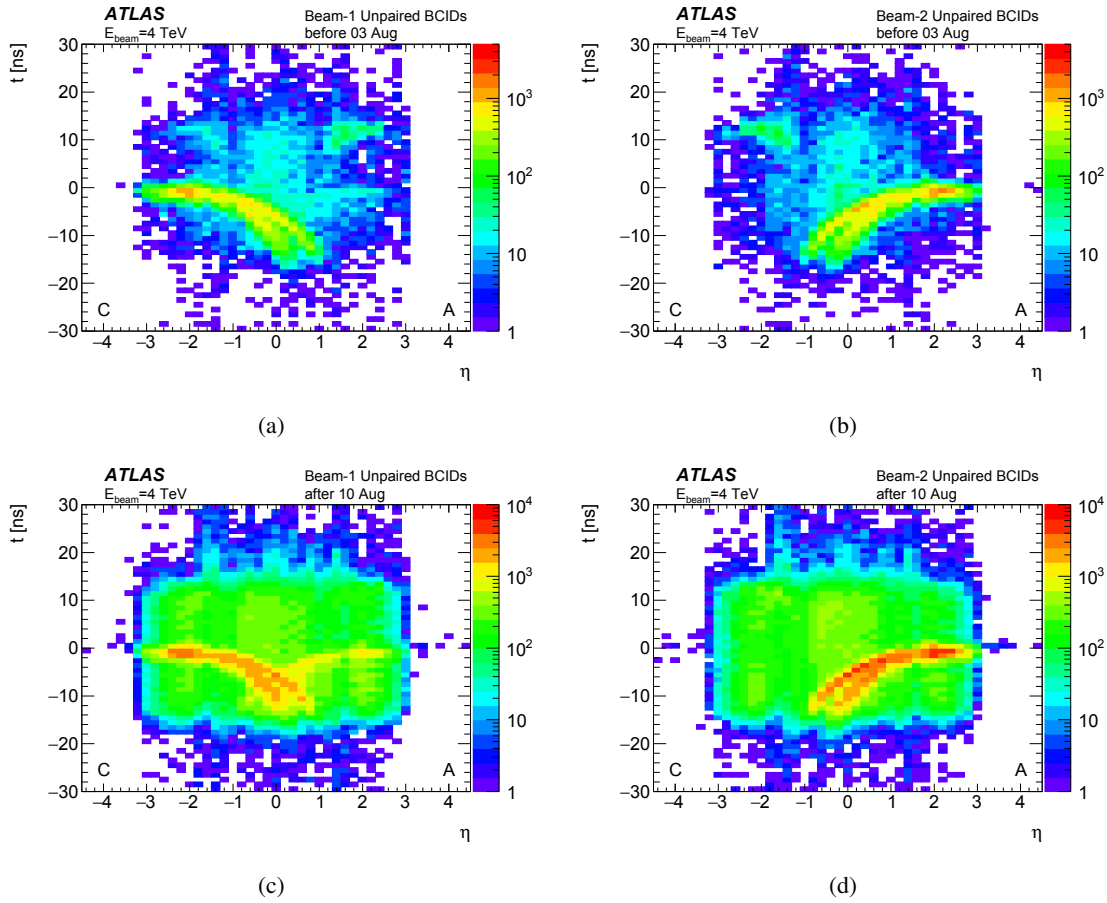 ATLAS Beam-1 Unpaired BCIDs
E_beam=4 TeV before 03 Aug
t [ns]
30
20
10
0
−10
−20
−30
C A
−4 −3 −2 −1 0 1 2 3 4
η
10³
10²
10
1
(a)
ATLAS Beam-2 Unpaired BCIDs
E_beam=4 TeV before 03 Aug
t [ns]
30
20
10
0
−10
−20
−30
C A
−4 −3 −2 −1 0 1 2 3 4
η
10³
10²
10
1
(b)
ATLAS Beam-1 Unpaired BCIDs
E_beam=4 TeV after 10 Aug
t [ns]
30
20
10
0
−10
−20
−30
C A
−4 −3 −2 −1 0 1 2 3 4
η
10⁴
10³
10²
10
1
(c)
ATLAS Beam-2 Unpaired BCIDs
E_beam=4 TeV after 10 Aug
t [ns]
30
20
10
0
−10
−20
−30
C A
−4 −3 −2 −1 0 1 2 3 4
η
10⁴
10³
10²
10
1
(d)